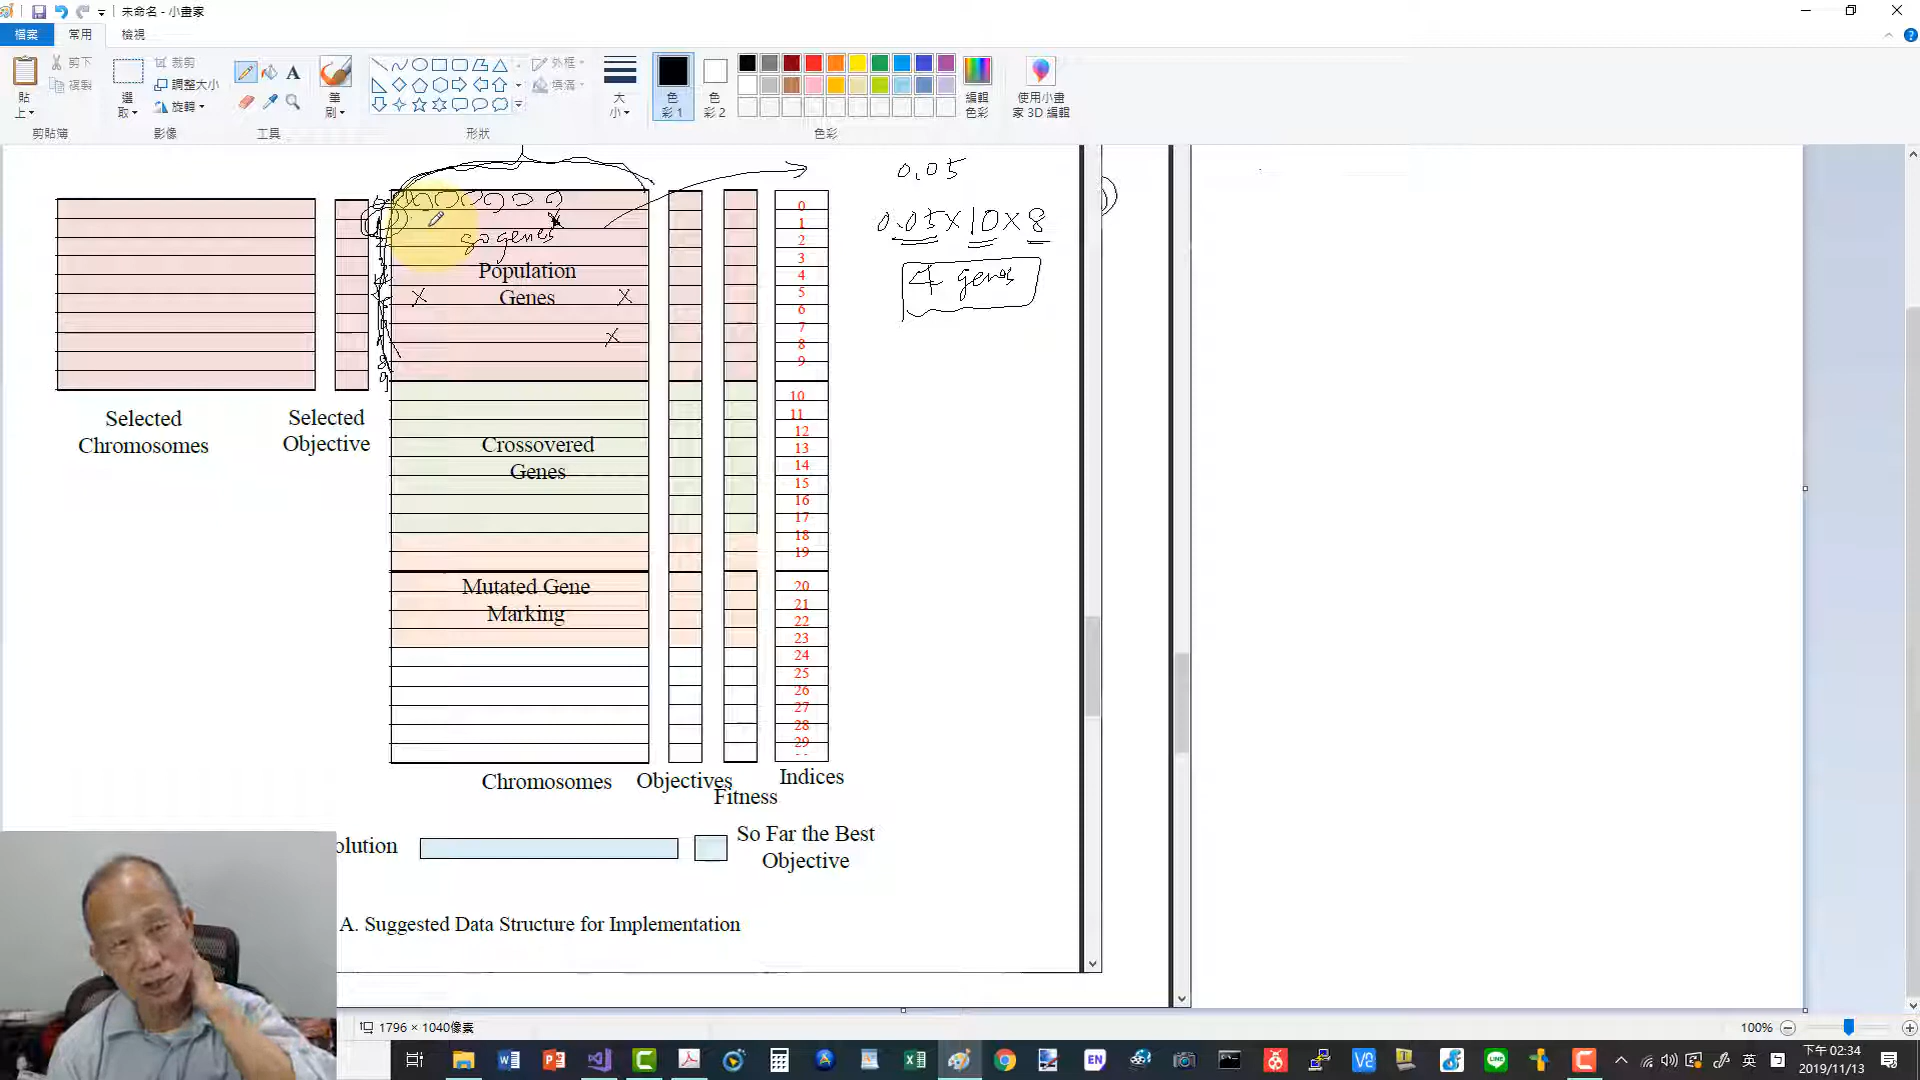 未命名 - 小畫家
檔案
常用
檢視
貼上
剪下
複製
剪貼簿
選取
裁剪
調整大小
旋轉
影像
A
工具
筆刷
外框
填滿
形狀
大小
色彩 1
色彩 2
編輯色彩
色彩
使用小畫家 3D 編輯
0.05
0.05×10×8
4 genes
80 genes
Population
Genes
Crossovered
Genes
Mutated Gene
Marking
0
1
2
3
4
5
6
7
8
9
10
11
12
13
14
15
16
17
18
19
20
21
22
23
24
25
26
27
28
29
Selected
Chromosomes
Selected
Objective
Chromosomes
Objectives
Fitness
Indices
olution
So Far the Best
Objective
A. Suggested Data Structure for Implementation
1796 × 1040像素
100%
EN
英
下午 02:34
2019/11/13